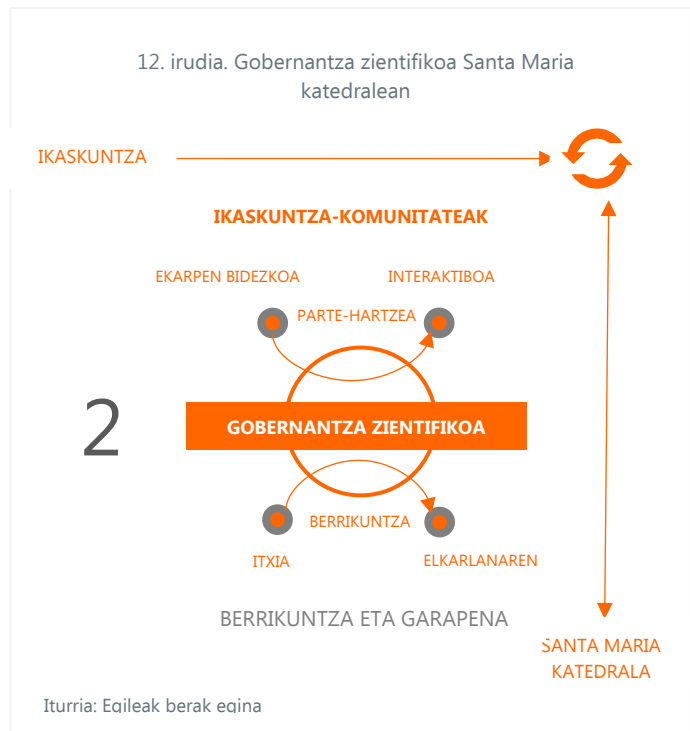 12. irudia. Gobernantza zientifikoa Santa Maria
katedralean
IKASKUNTZA
IKASKUNTZA-KOMUNITATEAK
EKARPEN BIDEZKOA
INTERAKTIBOA
PARTE-HARTZEA
2
GOBERNANTZA ZIENTIFIKOA
BERRIKUNTZA
ITXIA
ELKARLANAREN
BERRIKUNTZA ETA GARAPENA
SANTA MARIA
KATEDRALA
Iturria: Egileak berak egina